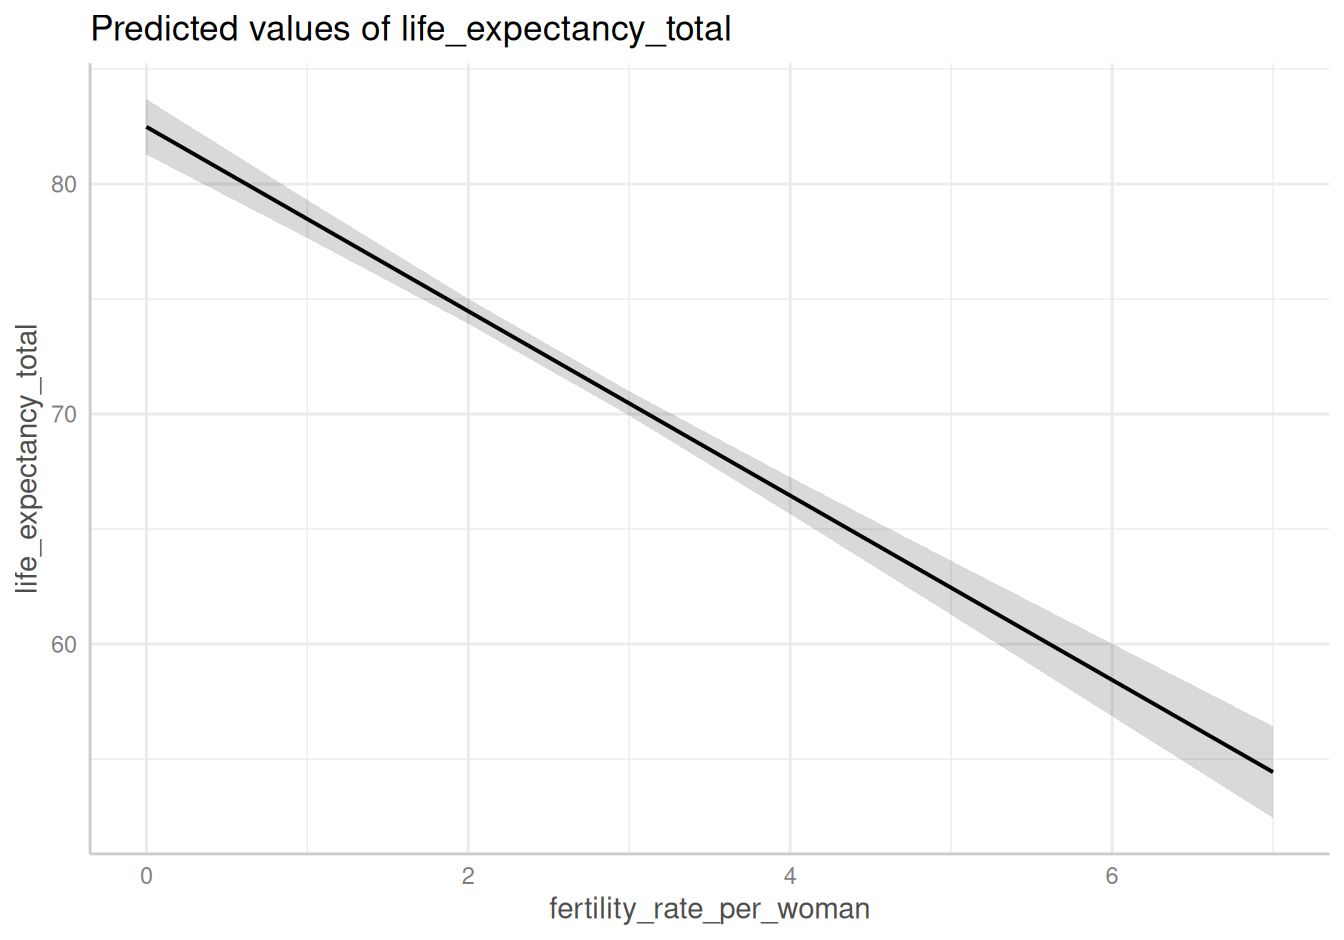 Predicted values of life_expectancy_total
life_expectancy_total
80
70
60
0 2 4 6
fertility_rate_per_woman